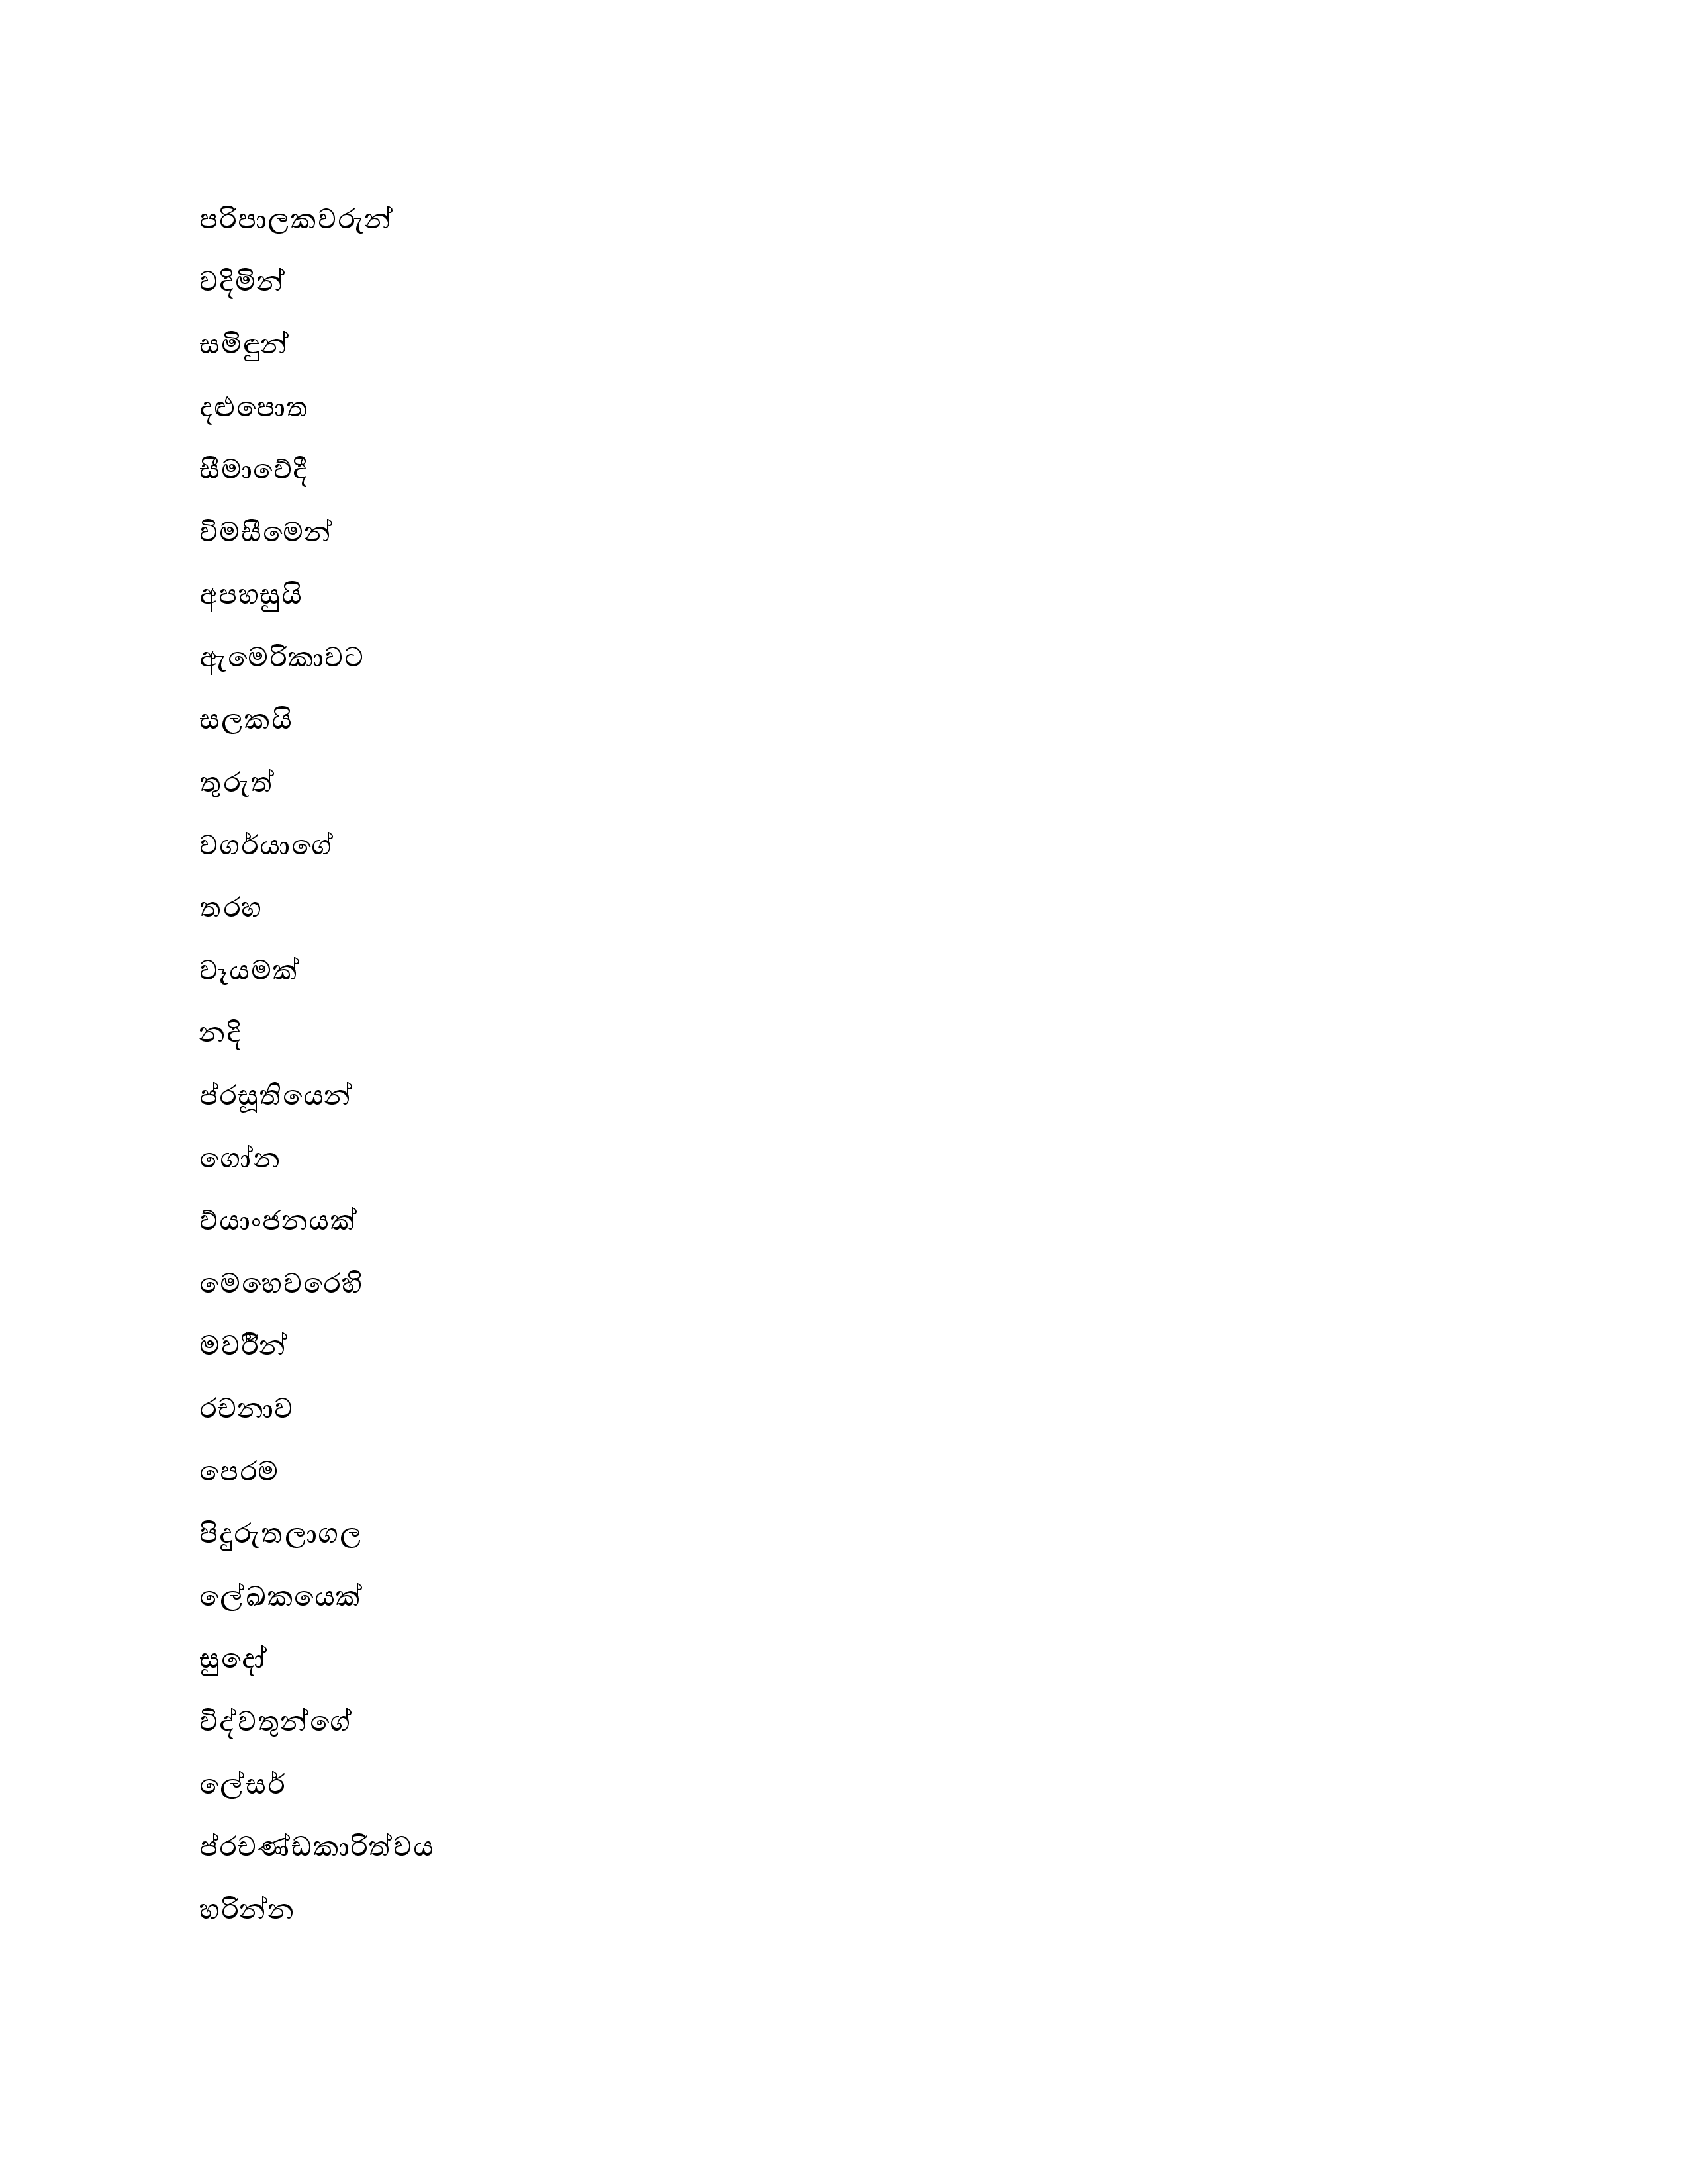 පරිපාලකවරුන්
වදිමින්
සමිඳුන්
දළුපොත
සීමාවේදී
විමසීමෙන්
අපහසුයි
ඇමෙරිකාවට
සලකයි
තුරුත්
වගර්යාගේ
තරහ
වෑයමක්
නදි
ප්රසූතියෙන්
ගෝන
ව්යාංජනයක්
මෙහෙවරෙහි
මවර්වින්
රචනාව
පෙරම
පිදුරුතලාගල
ලේඛකයෙක්
සුදෝ
විද්වතුන්ගේ
ලේසර්
ප්රචණ්ඩකාරිත්වය
හරින්න